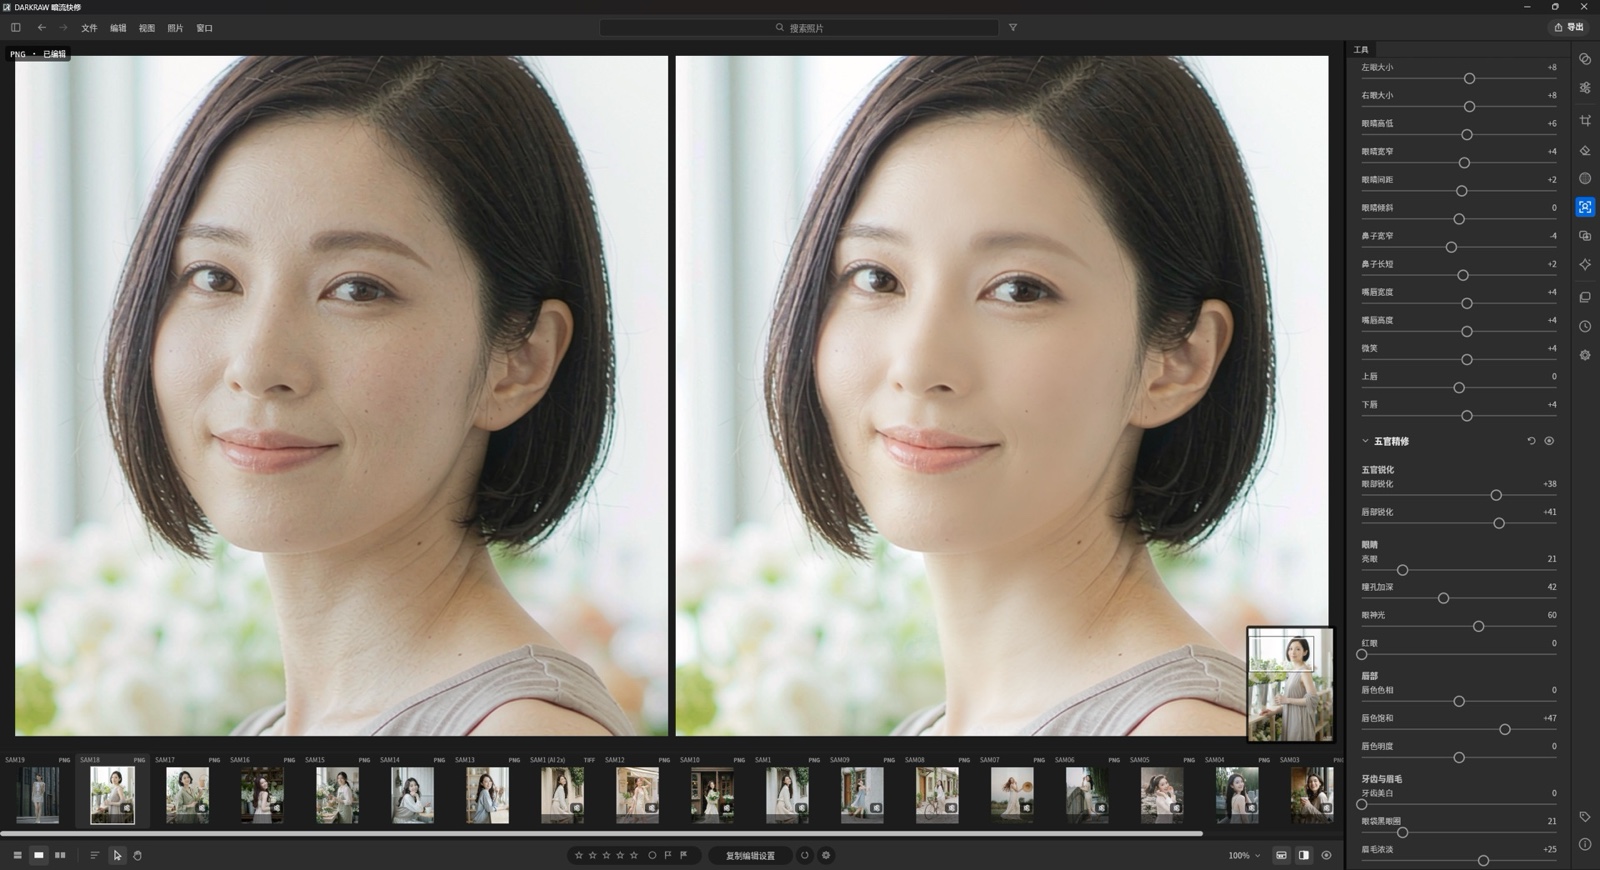 DARKRAW 暗流快修
文件 编辑 视图 照片 窗口
搜索照片
导出
PNG · 已编辑
工具
左眼大小 +8
右眼大小 +8
眼睛高低 +6
眼睛宽窄 +4
眼睛间距 +2
眼睛倾斜 0
鼻子宽窄 -4
鼻子长短 +2
嘴唇宽度 +4
嘴唇高度 +4
微笑 +4
上唇 0
下唇 +4
五官精修
五官锐化
眼部锐化 +38
唇部锐化 +41
眼睛
亮眼 21
瞳孔加深 42
眼神光 60
红眼 0
唇部
唇色色相 0
唇色饱和 +47
唇色明度 0
牙齿与眉毛
牙齿美白 0
眼袋黑眼圈 21
眉毛浓淡 +25
SAM19 PNG SAM18 PNG SAM17 PNG SAM16 PNG SAM15 PNG SAM14 PNG SAM13 PNG SAM1 (AI 2x) TIFF SAM12 PNG SAM10 PNG SAM1 PNG SAM09 PNG SAM08 PNG SAM07 PNG SAM06 PNG SAM05 PNG SAM04 PNG SAM03
复制编辑设置
100%